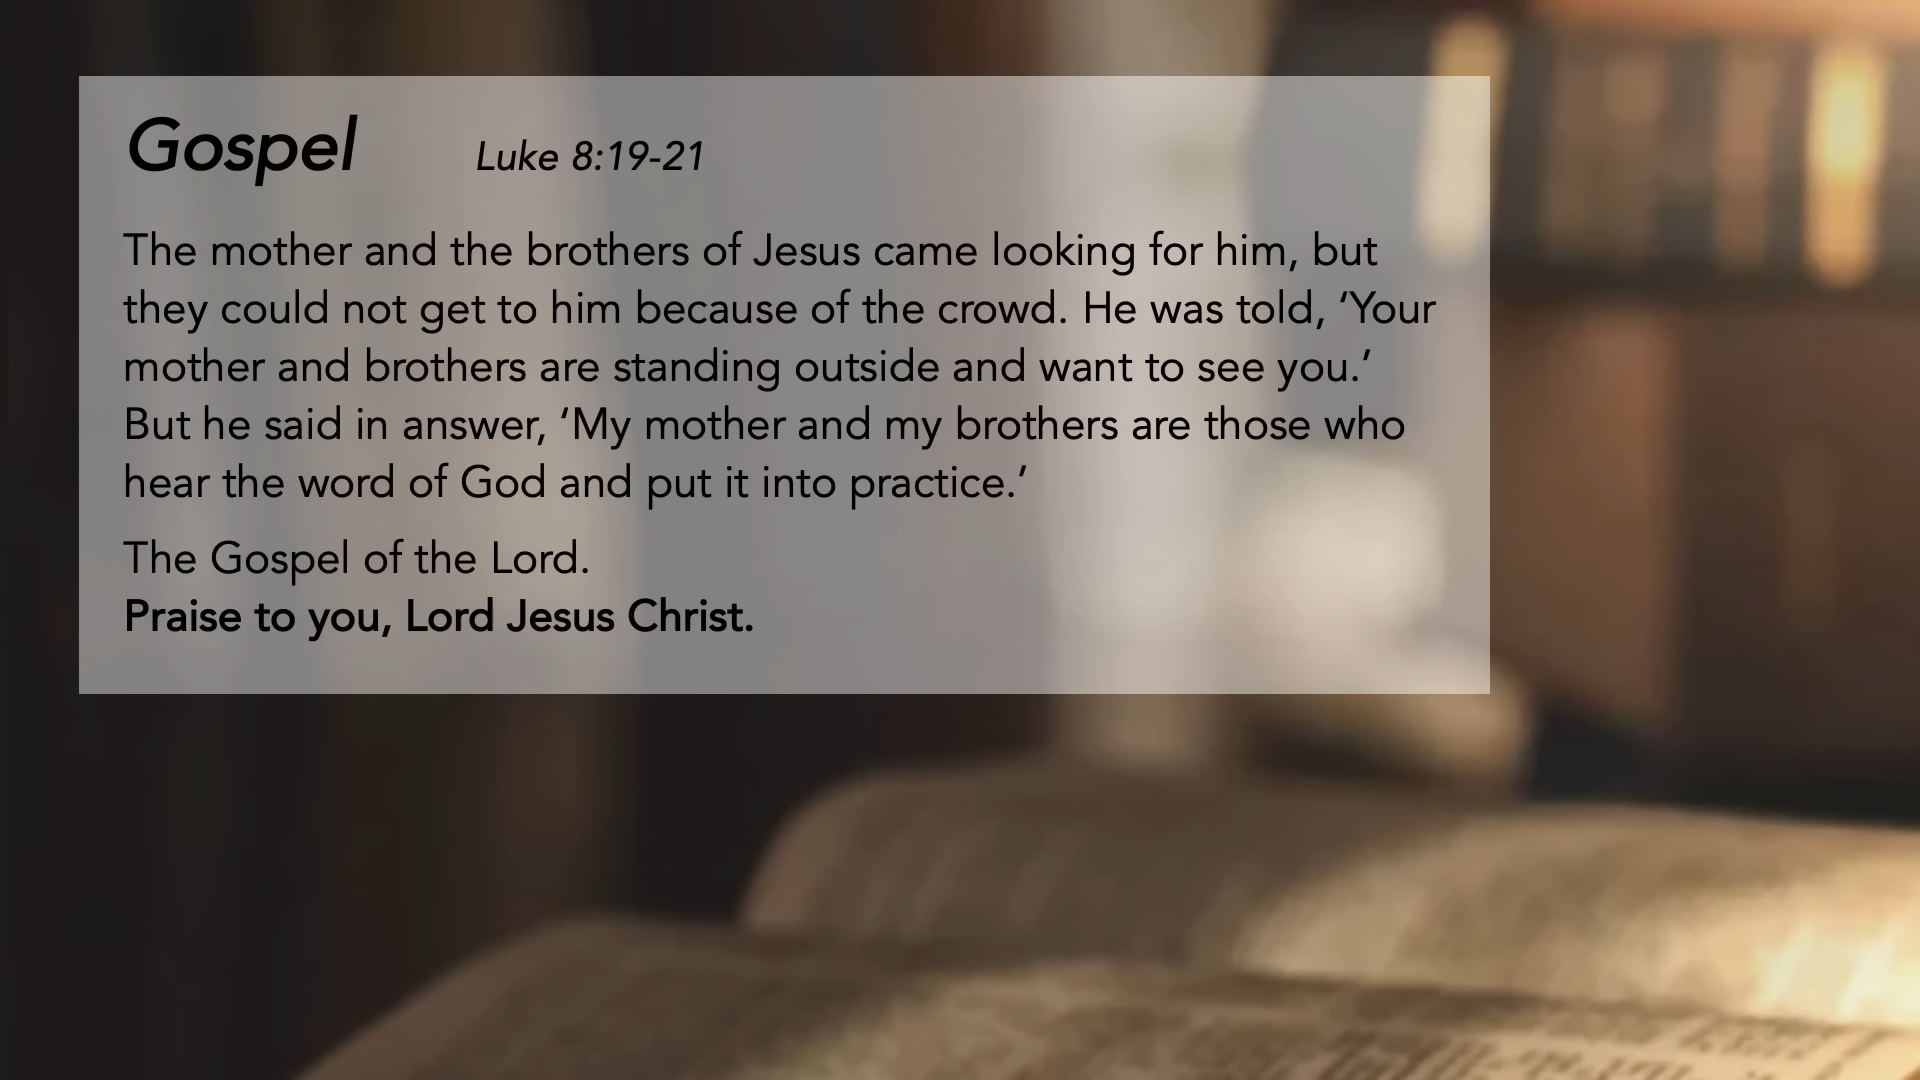 Gospel Luke 8:19-21
The mother and the brothers of Jesus came looking for him, but
they could not get to him because of the crowd. He was told, ‘Your
mother and brothers are standing outside and want to see you.’
But he said in answer, ‘My mother and my brothers are those who
hear the word of God and put it into practice.’
The Gospel of the Lord.
Praise to you, Lord Jesus Christ.